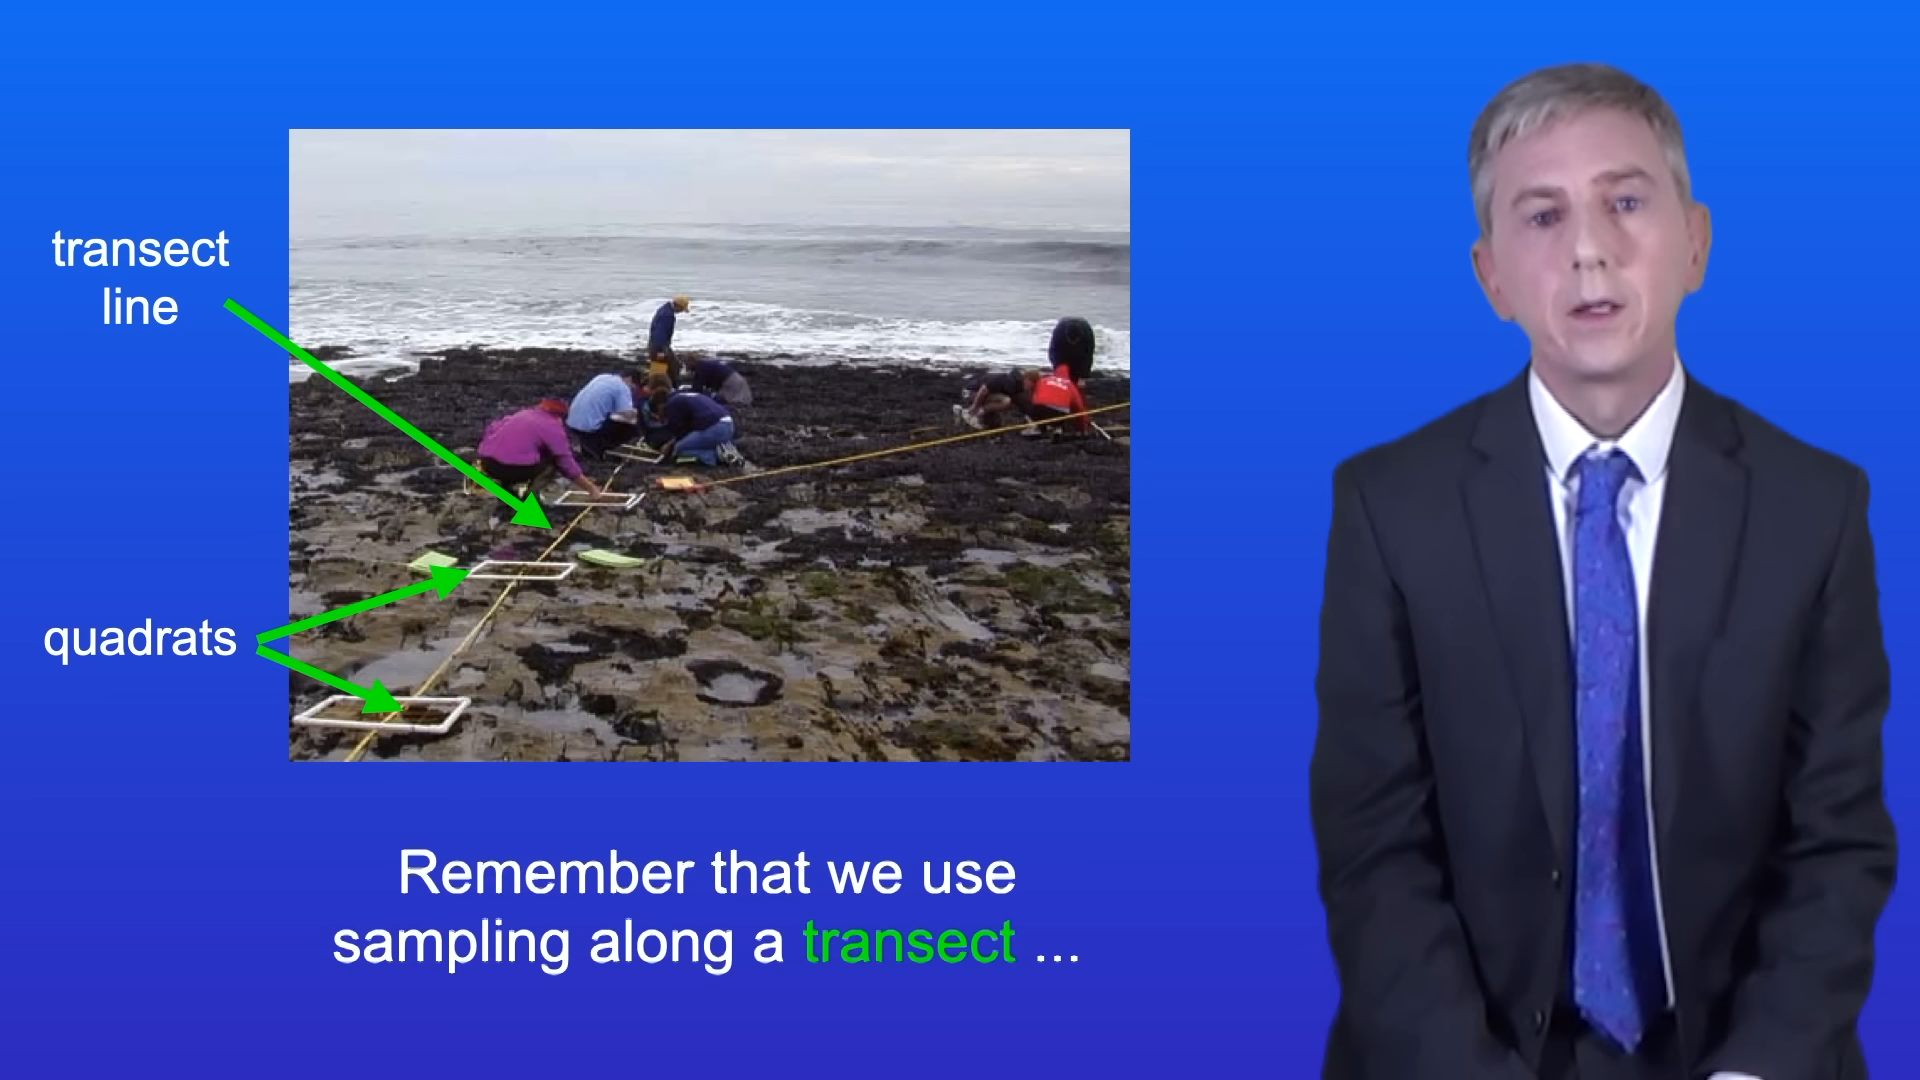 transect
line
quadrats
Remember that we use
sampling along a transect ...